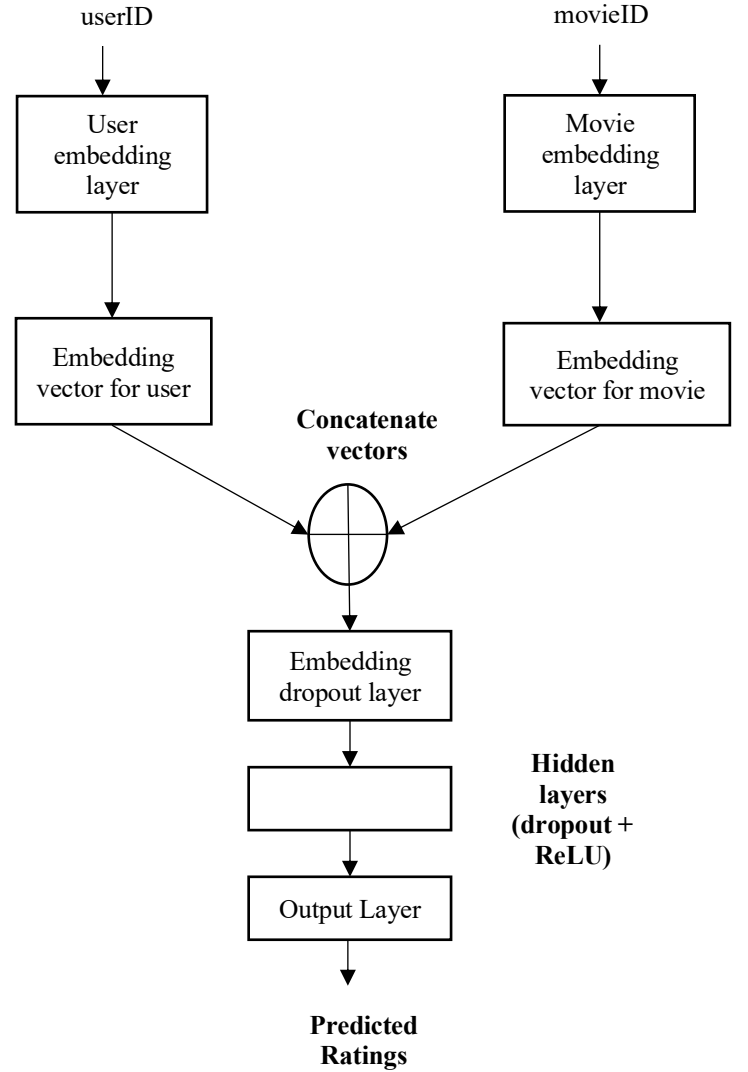 userID
movieID
User
embedding
layer
Movie
embedding
layer
Embedding
vector for user
Embedding
vector for movie
Concatenate
vectors
Embedding
dropout layer
Hidden
layers
(dropout +
ReLU)
Output Layer
Predicted
Ratings